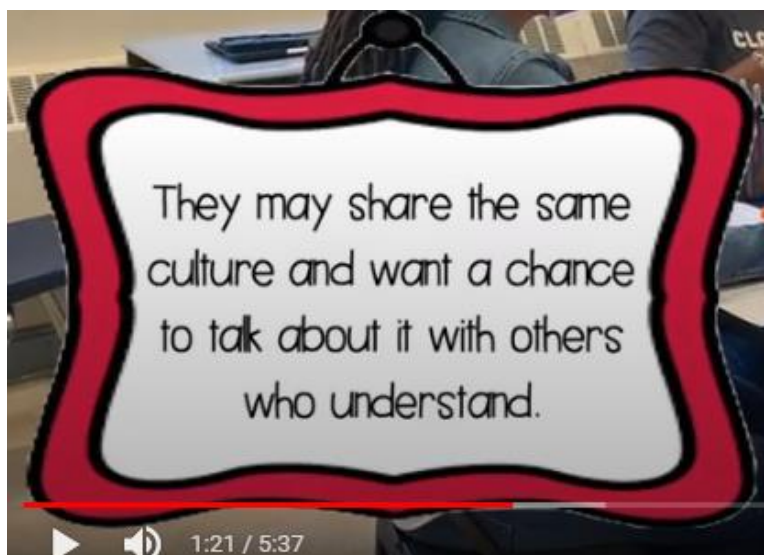 They may share the same
culture and want a chance
to talk about it with others
who understand.
1:21 / 5:37